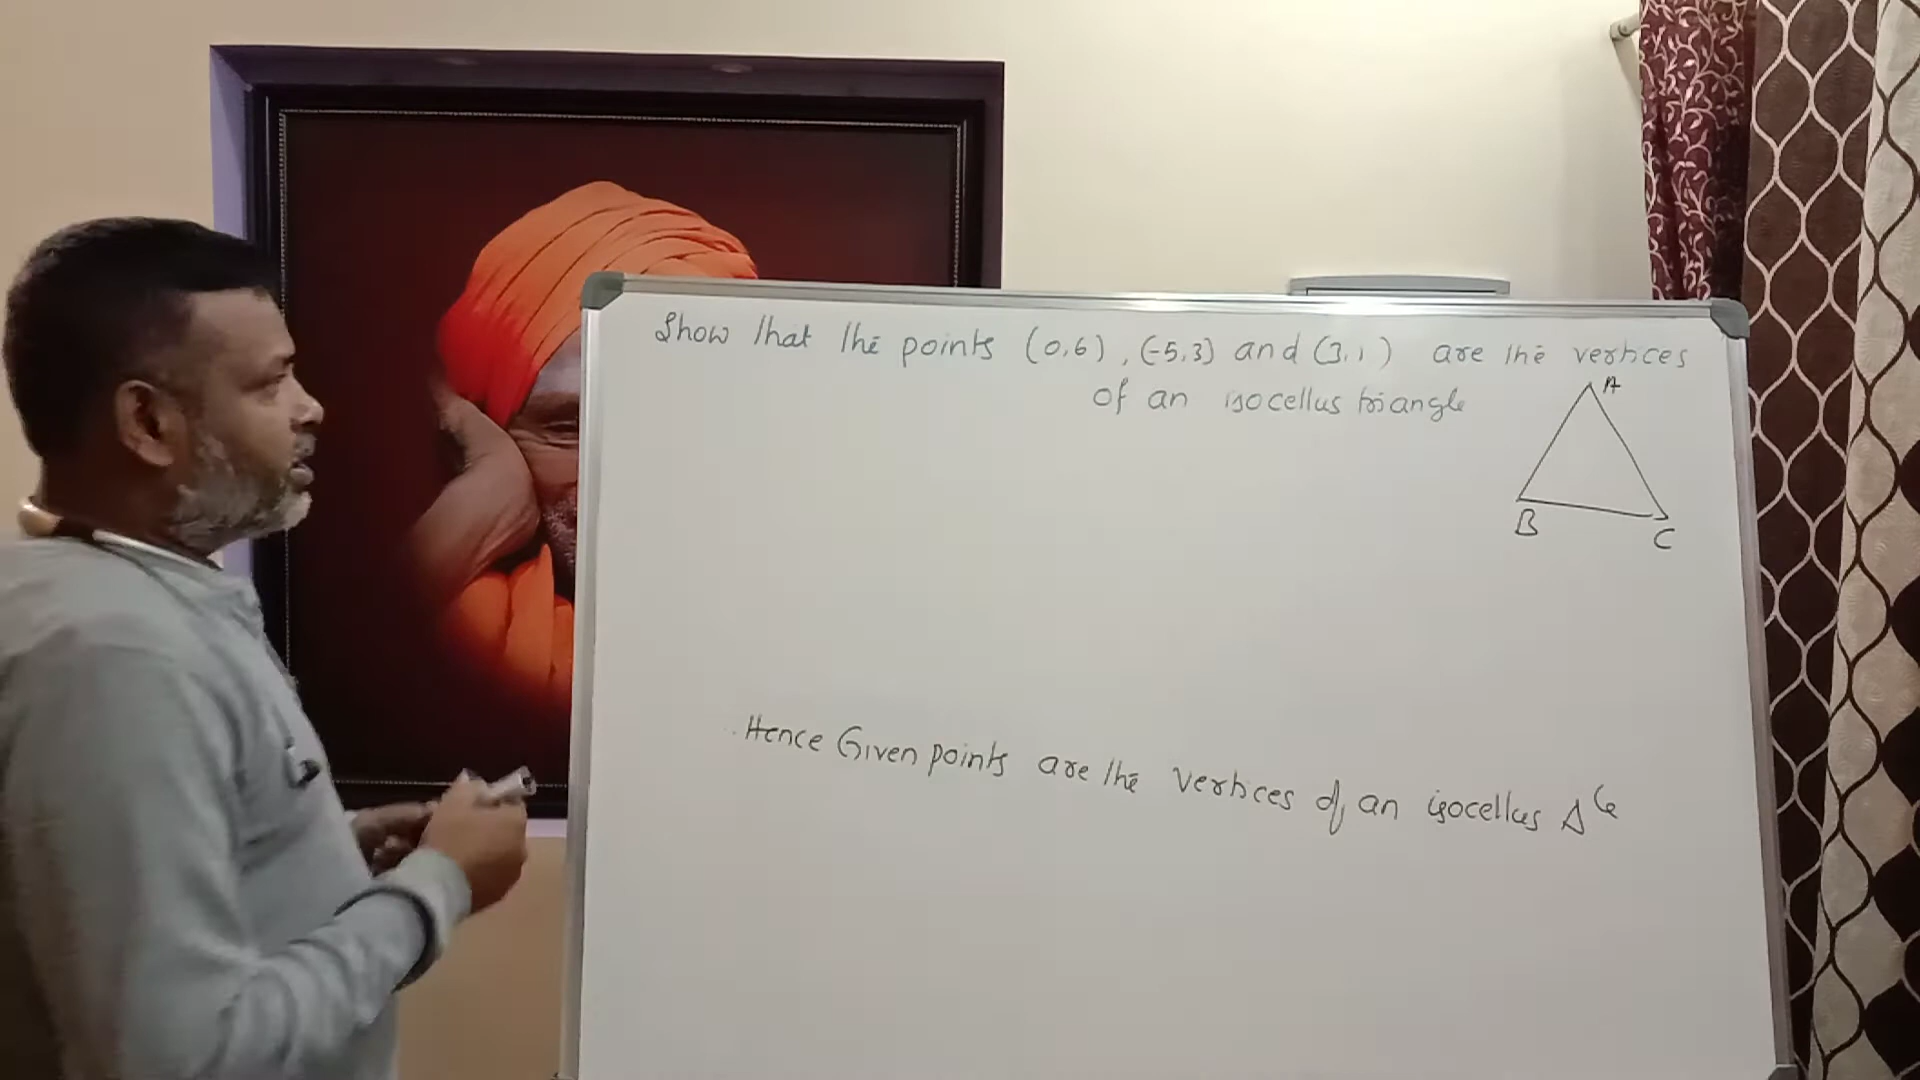 Show that the points (0,6), (-5,3) and (3,1) are the vertices
of an isocellus triangle
A
B
C
Hence Given points are the vertices of an isocellus Δle